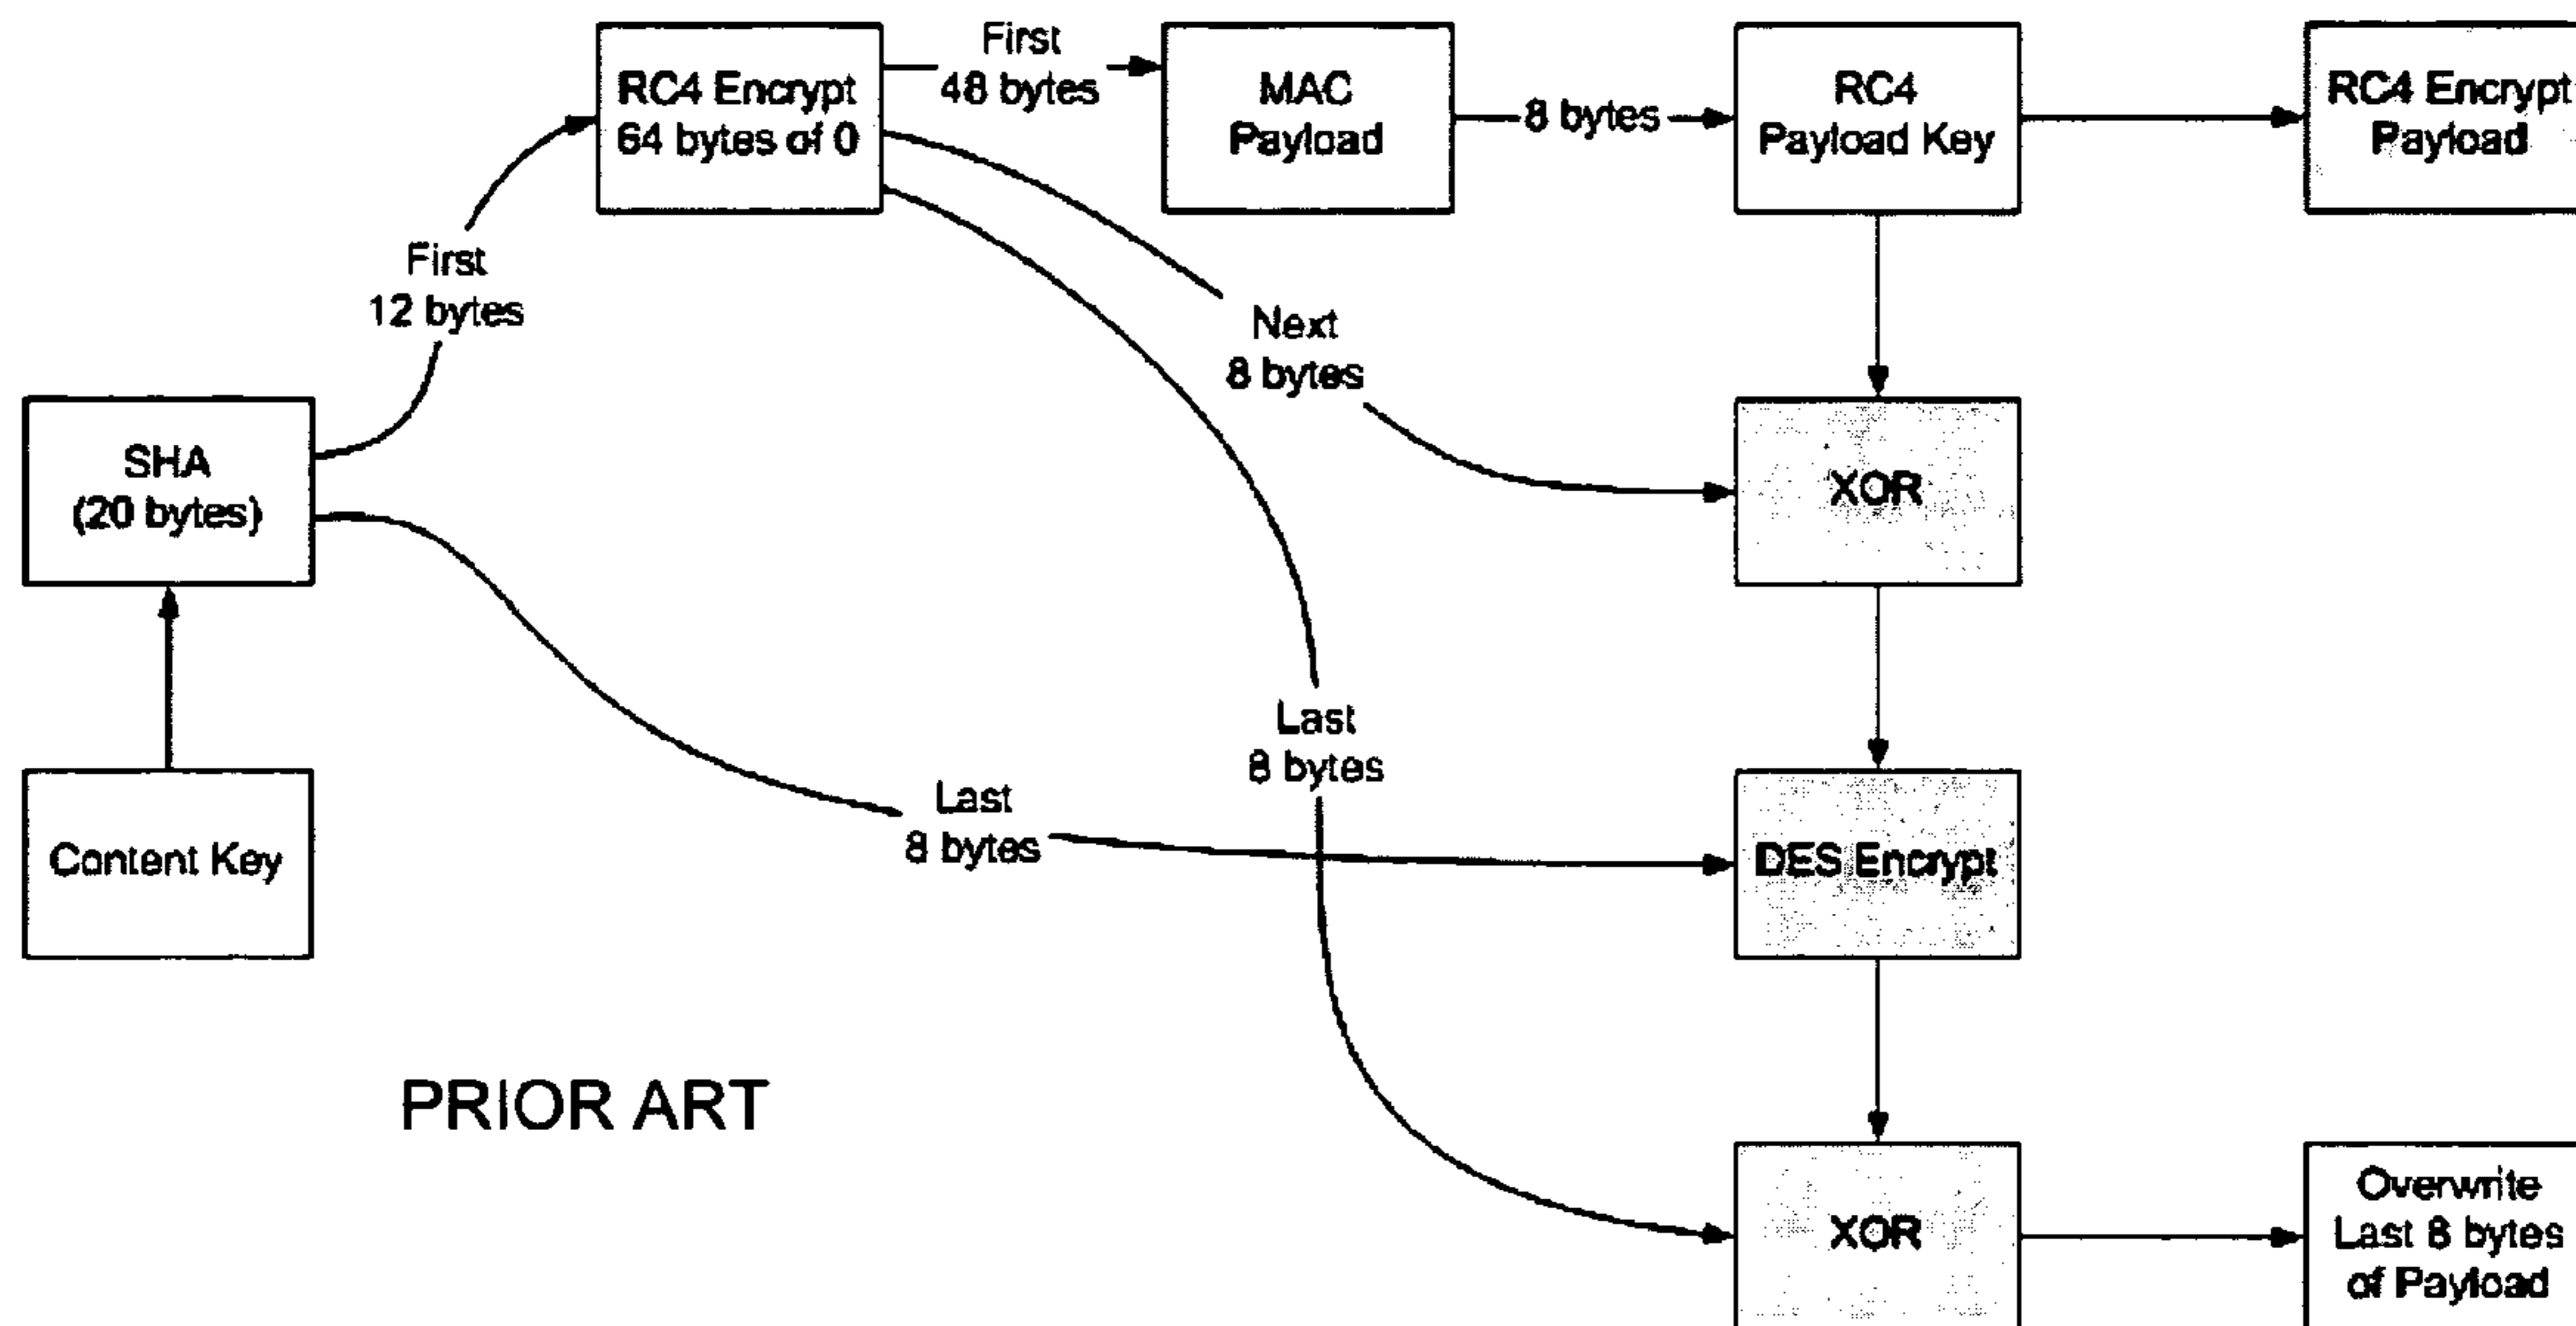 First
48 bytes
RC4 Encrypt
64 bytes of 0
MAC
Payload
8 bytes
RC4
Payload Key
RC4 Encrypt
Payload
First
12 bytes
Next
8 bytes
SHA
(20 bytes)
XOR
Last
8 bytes
Last
8 bytes
Content Key
DES Encrypt
PRIOR ART
XOR
Overwrite
Last 8 bytes
of Payload